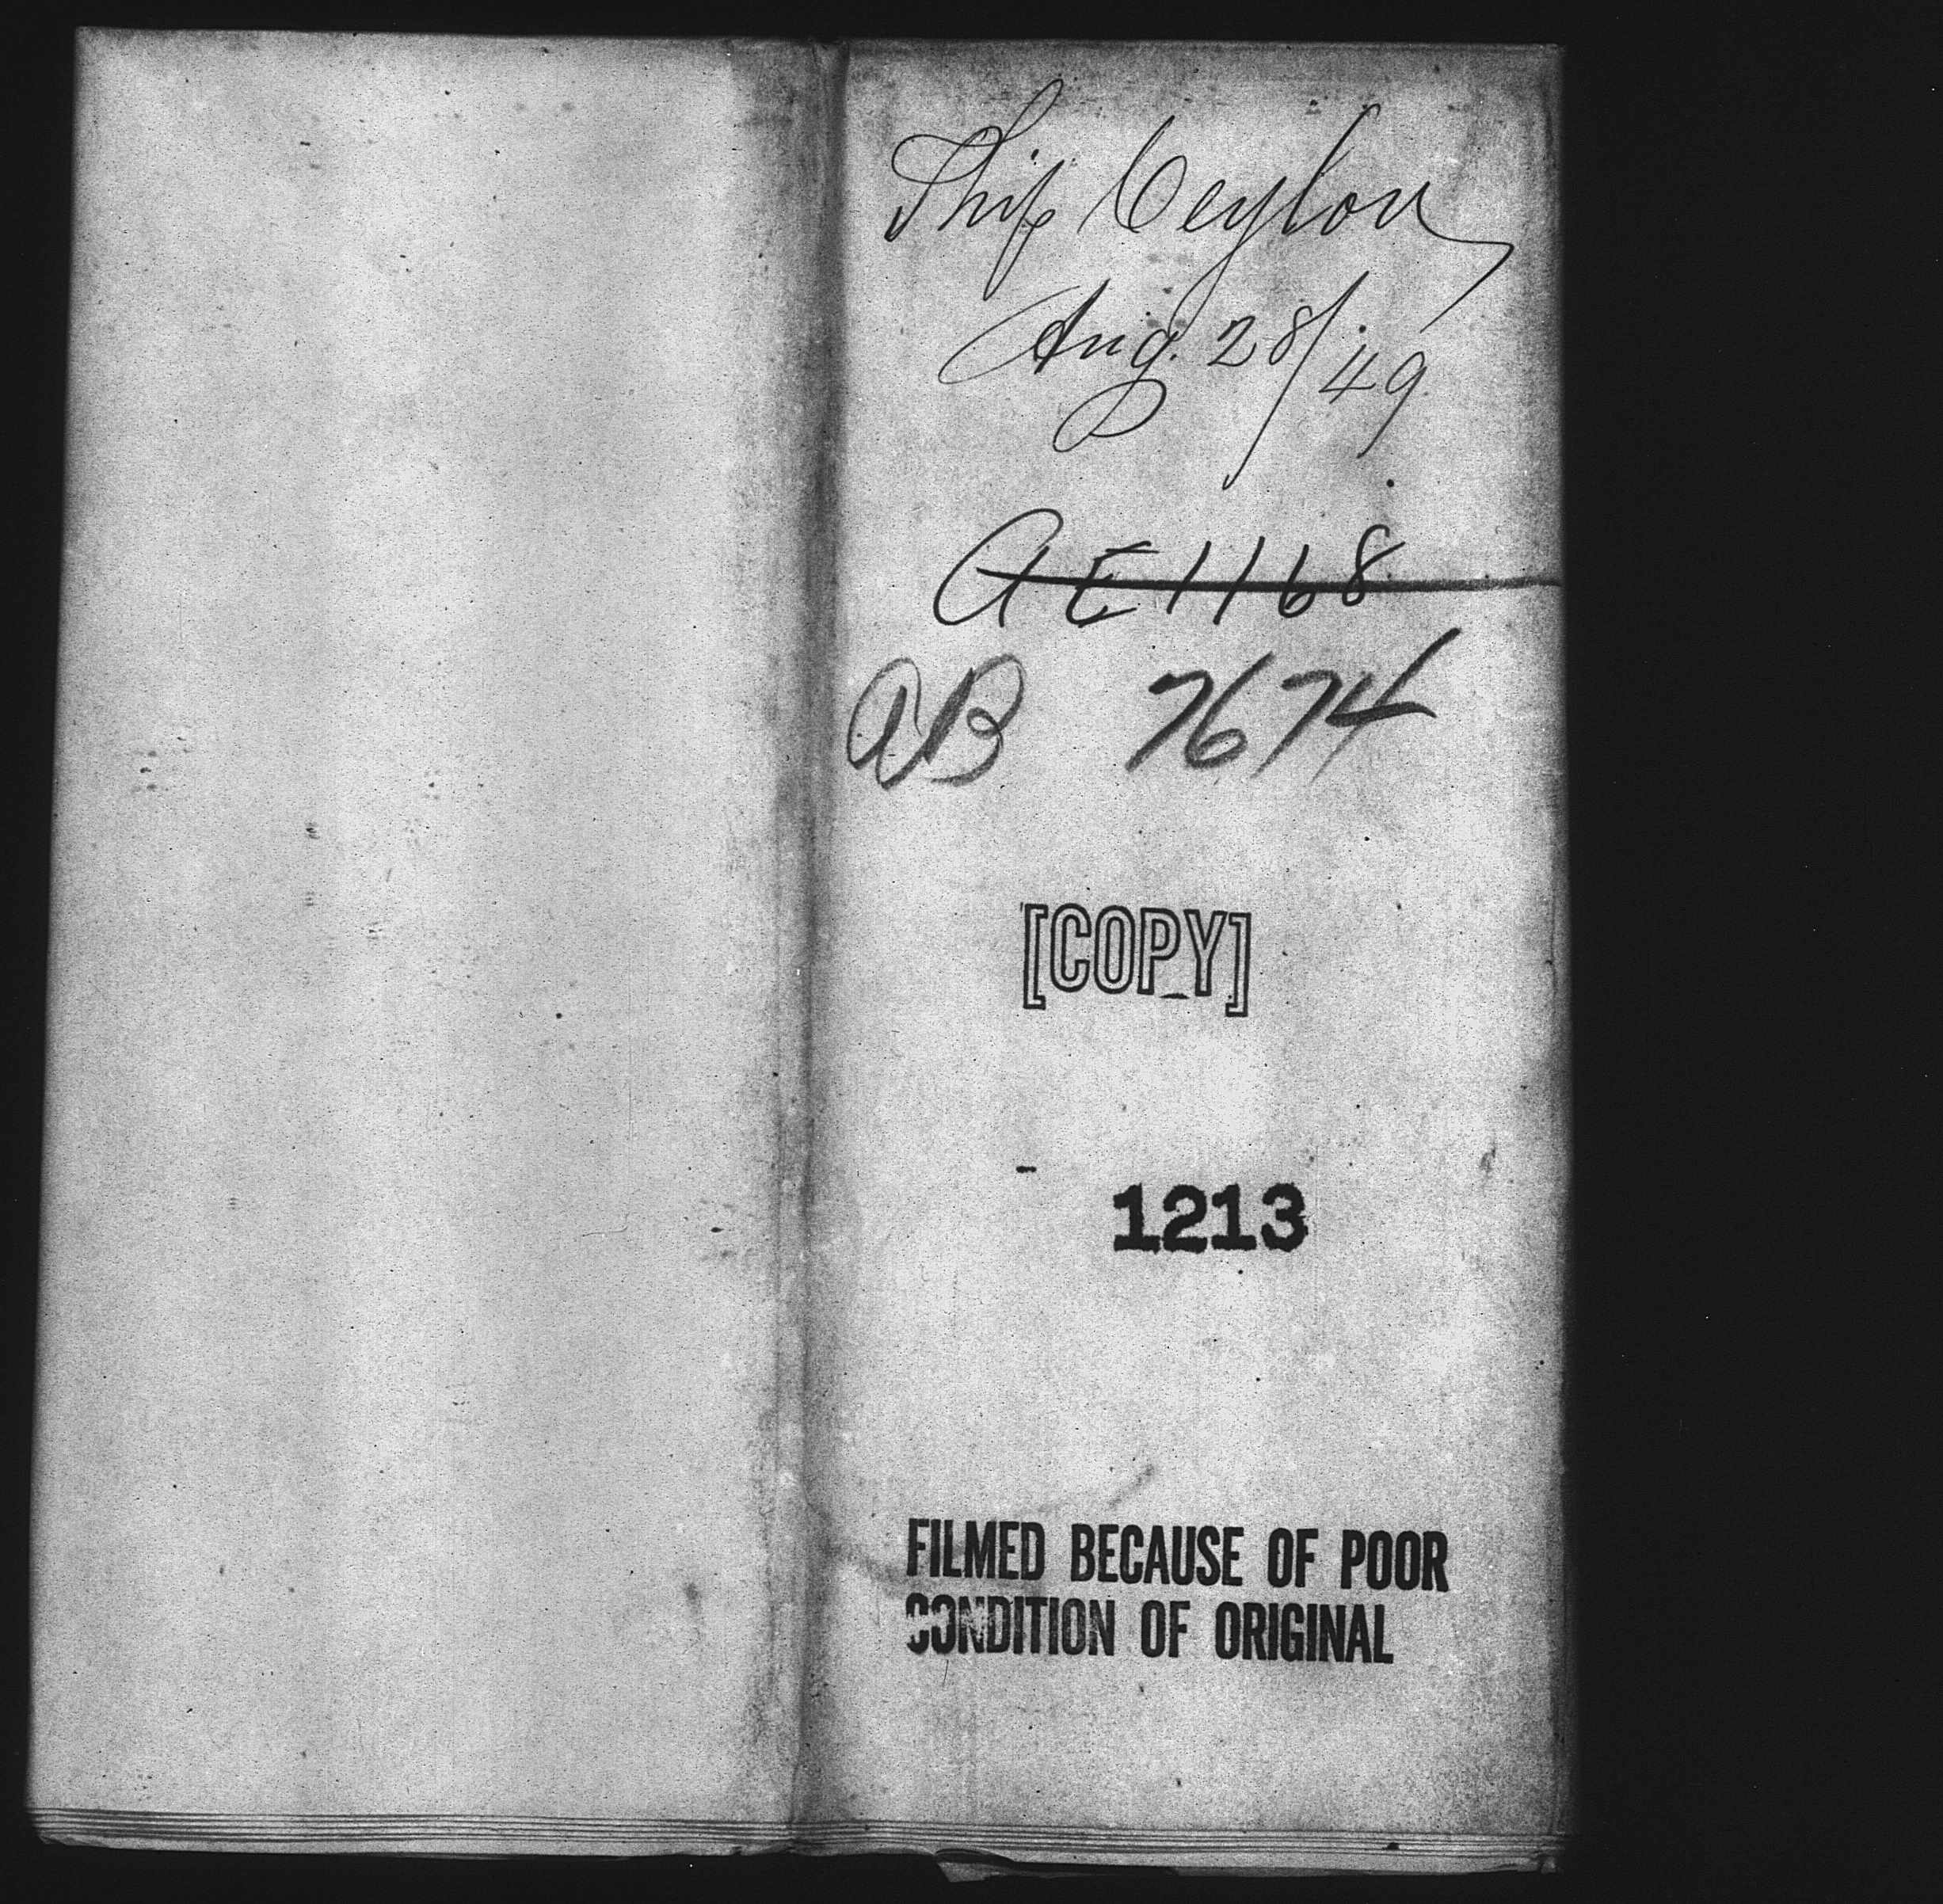 Ship Ceylon
Aug. 28/49
AE1168
AB 7674
[COPY]
1213
FILMED BECAUSE OF POOR
CONDITION OF ORIGINAL